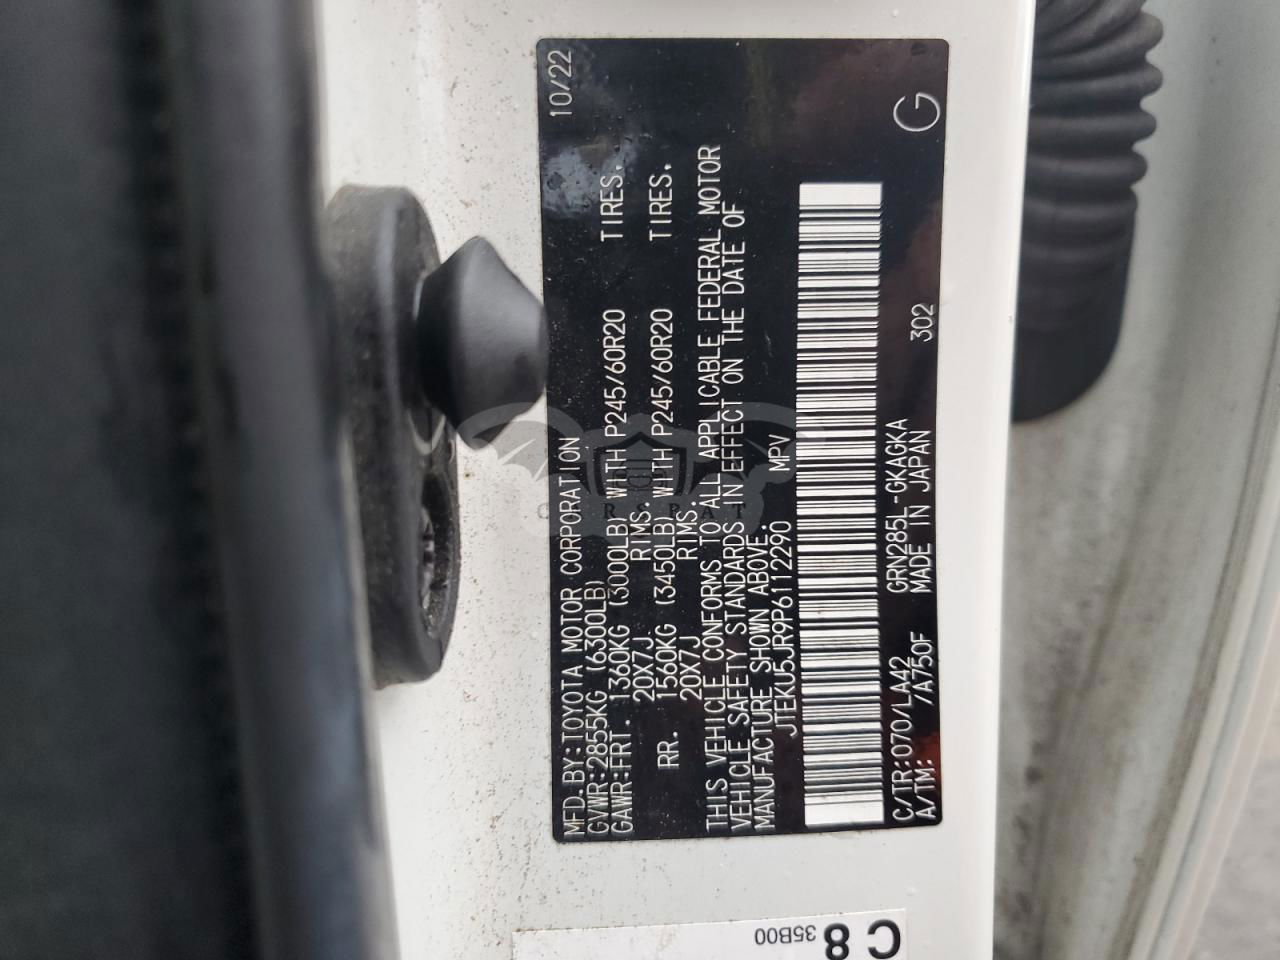 MFD. BY: TOYOTA MOTOR CORPORATION 10/22
GVWR: 2855KG (6300LB)
GAWR: FRT. 1360KG (3000LB) WITH P245/60R20 TIRES,
20X7J RIMS.
RR. 1560KG (3450LB) WITH P245/60R20 TIRES,
20X7J RIMS.
THIS VEHICLE CONFORMS TO ALL APPLICABLE FEDERAL MOTOR
VEHICLE SAFETY STANDARDS IN EFFECT ON THE DATE OF
MANUFACTURE SHOWN ABOVE.
JTEKU5JR9P6112290 MPV
C/TR: 070/LA42 GRN285L-GKAGKA 302
A/TM: /A750F MADE IN JAPAN G
C8
35B00
CARSPAT